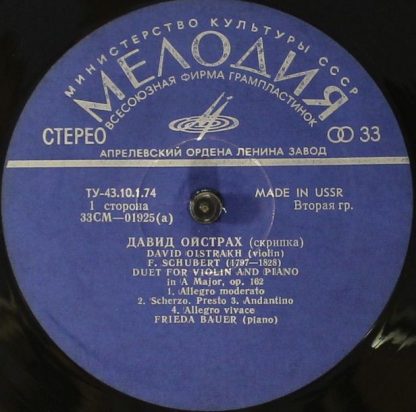 МИНИСТЕРСТВО КУЛЬТУРЫ СССР
МЕЛОДИЯ
ВСЕСОЮЗНАЯ ФИРМА ГРАМПЛАСТИНОК
СТЕРЕО
33
АПРЕЛЕВСКИЙ ОРДЕНА ЛЕНИНА ЗАВОД
ТУ-43.10.1.74
MADE IN USSR
1 сторона
Вторая гр.
33СМ—01925(а)
ДАВИД ОЙСТРАХ (скрипка)
DAVID OISTRAKH (violin)
F. SCHUBERT (1797—1828)
DUET FOR VIOLIN AND PIANO
in A Major, op. 162
1. Allegro moderato
2. Scherzo. Presto 3. Andantino
4. Allegro vivace
FRIEDA BAUER (piano)